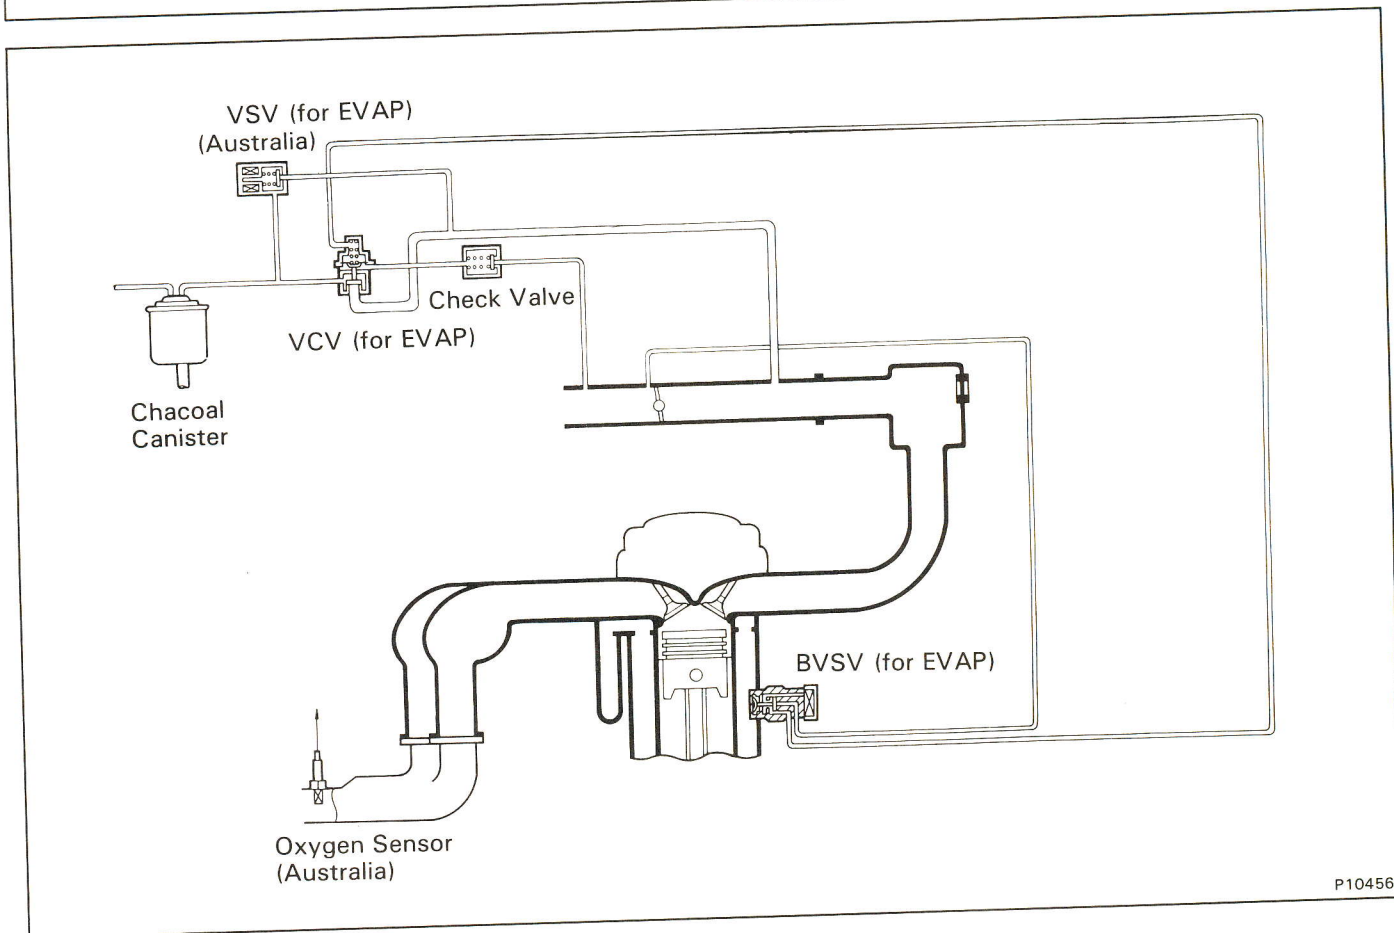 VSV (for EVAP)
(Australia)
Check Valve
VCV (for EVAP)
Chacoal
Canister
BVSV (for EVAP)
Oxygen Sensor
(Australia)
P10456